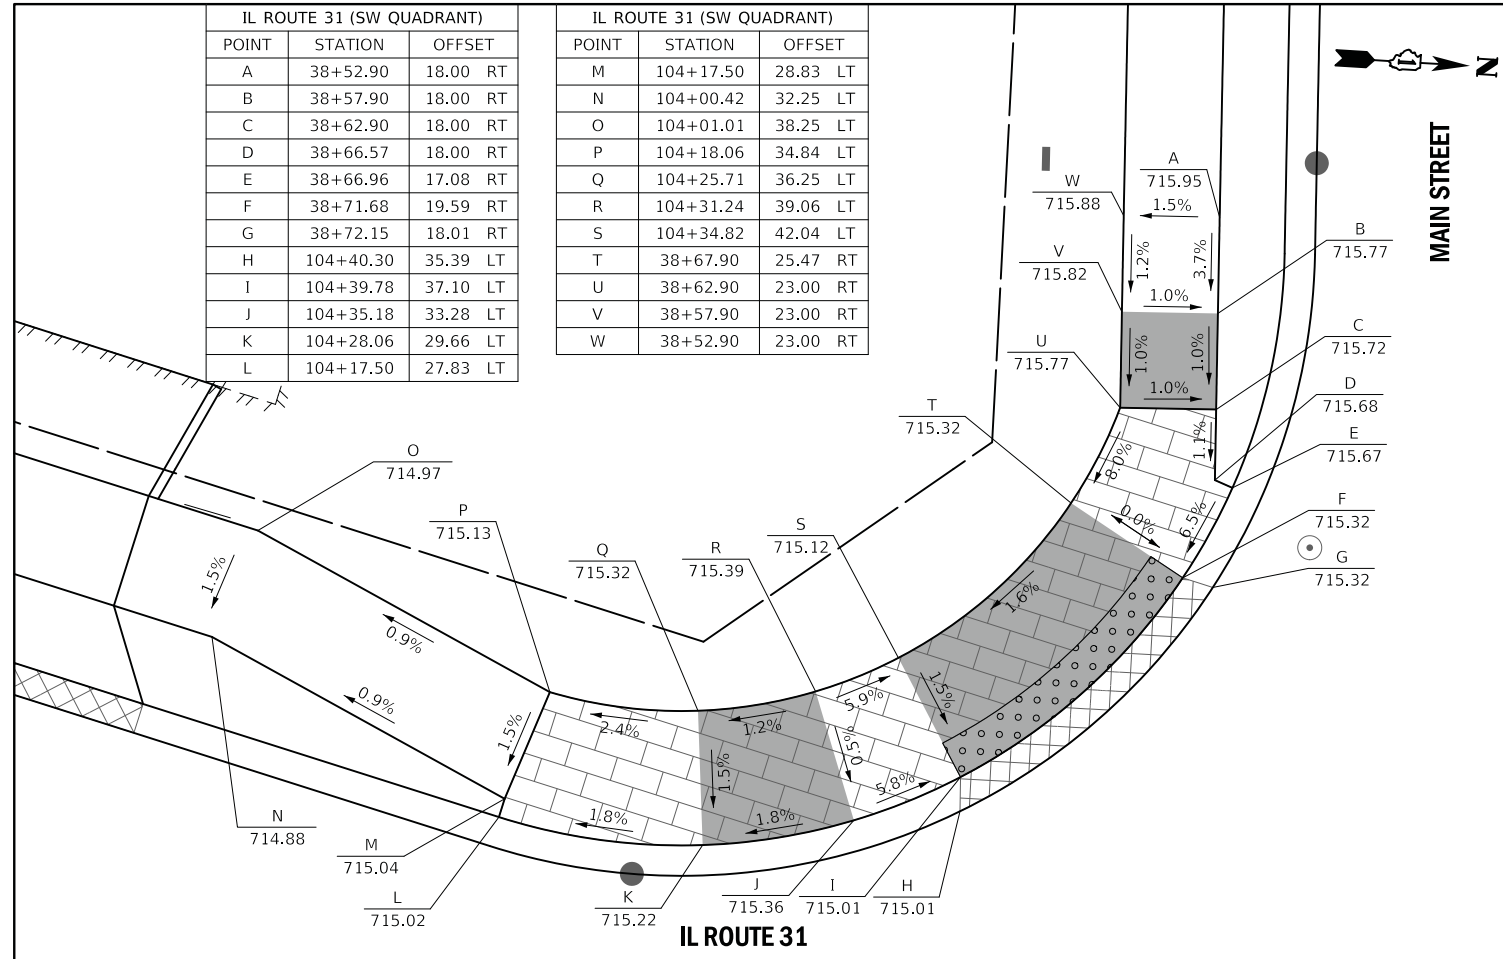 IL ROUTE 31 (SW QUADRANT)
POINT STATION OFFSET
A 38+52.90 18.00 RT
B 38+57.90 18.00 RT
C 38+62.90 18.00 RT
D 38+66.57 18.00 RT
E 38+66.96 17.08 RT
F 38+71.68 19.59 RT
G 38+72.15 18.01 RT
H 104+40.30 35.39 LT
I 104+39.78 37.10 LT
J 104+35.18 33.28 LT
K 104+28.06 29.66 LT
L 104+17.50 27.83 LT
IL ROUTE 31 (SW QUADRANT)
POINT STATION OFFSET
M 104+17.50 28.83 LT
N 104+00.42 32.25 LT
O 104+01.01 38.25 LT
P 104+18.06 34.84 LT
Q 104+25.71 36.25 LT
R 104+31.24 39.06 LT
S 104+34.82 42.04 LT
T 38+67.90 25.47 RT
U 38+62.90 23.00 RT
V 38+57.90 23.00 RT
W 38+52.90 23.00 RT
1
N
MAIN STREET
A
715.95
W
715.88
1.5%
B
715.77
V
715.82
1.2%
3.7%
1.0%
C
715.72
U
715.77
1.0%
1.0%
1.0%
D
715.68
T
715.32
E
715.67
1.1%
8.0%
O
714.97
F
715.32
0.0%
6.5%
P
715.13
S
715.12
Q
715.32
R
715.39
G
715.32
1.5%
1.6%
0.9%
0.9%
1.5%
2.4%
1.2%
5.9%
1.5%
1.5%
0.5%
5.8%
1.8%
1.8%
N
714.88
M
715.04
L
715.02
K
715.22
J
715.36
I
715.01
H
715.01
IL ROUTE 31